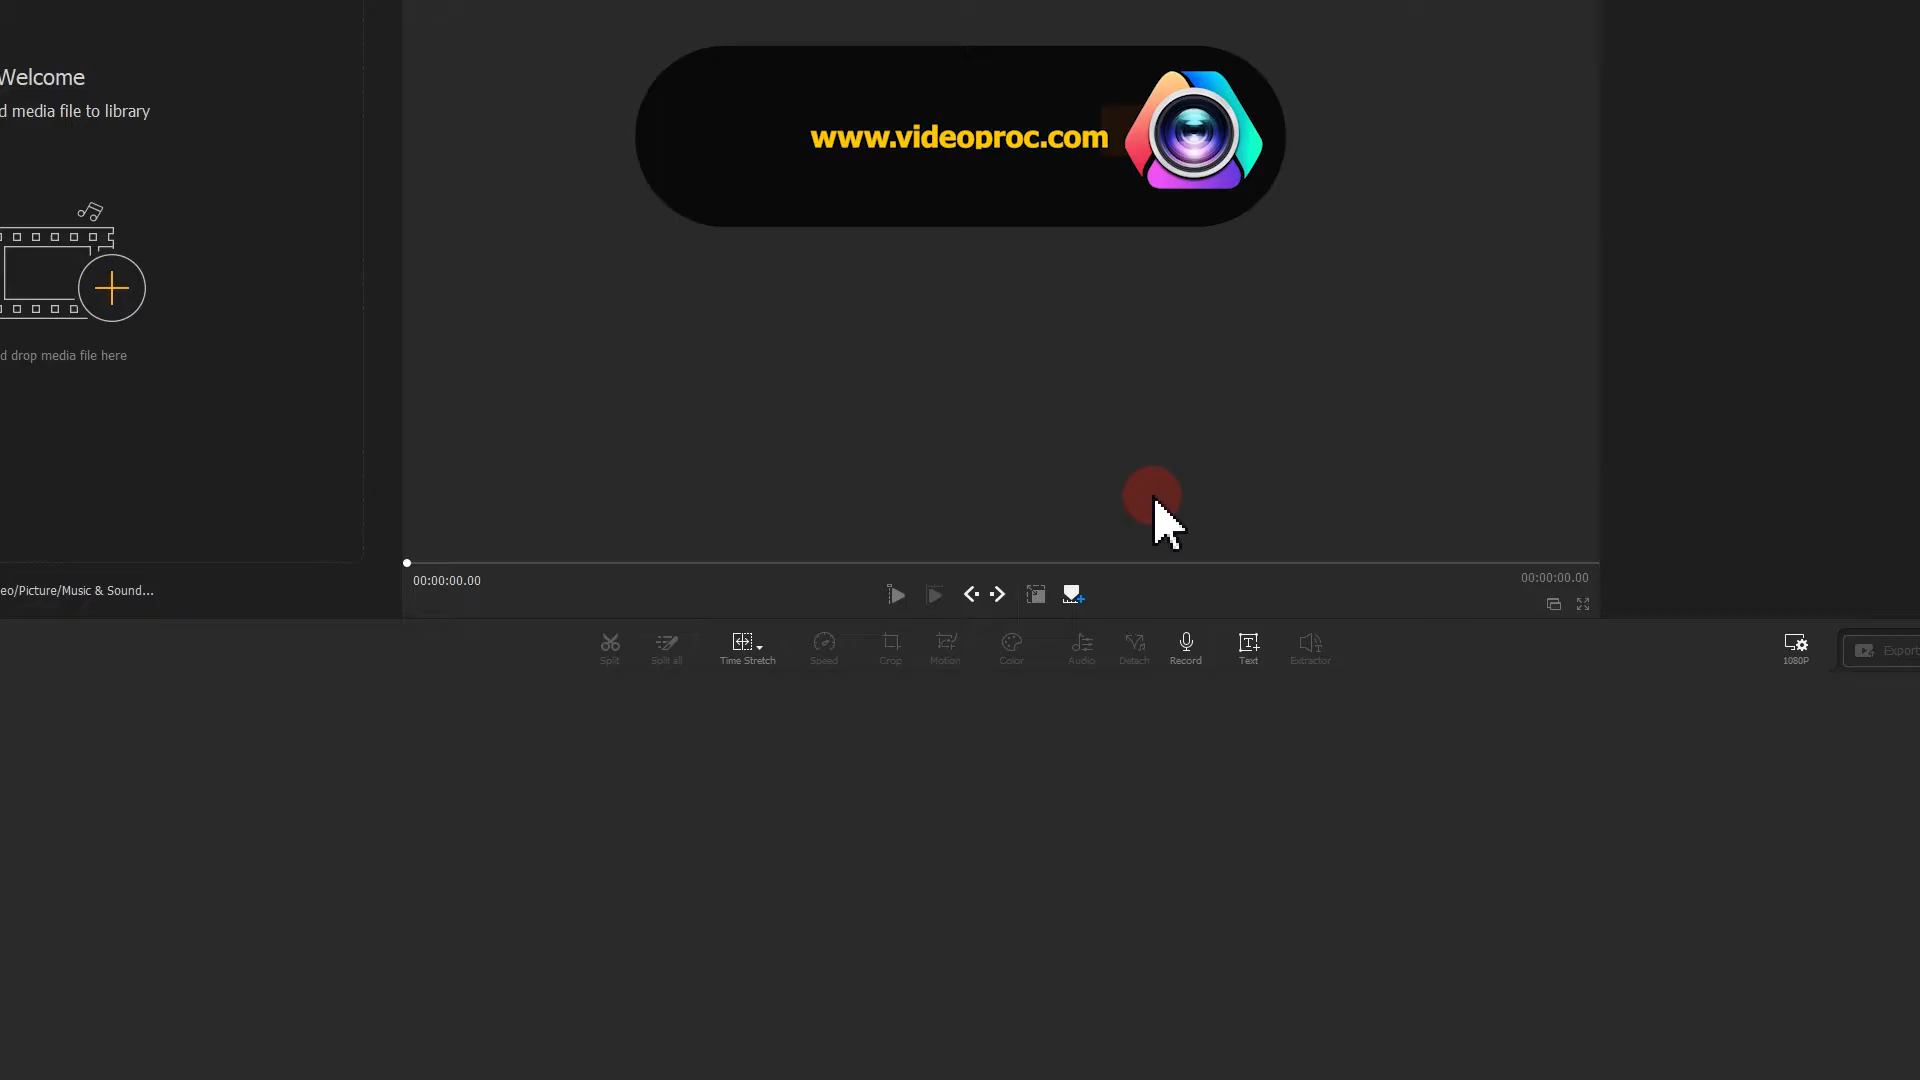 Welcome
d media file to library
www.videoproc.com
d drop media file here
eo/Picture/Music & Sound...
00:00:00.00
00:00:00.00
Split
Split all
Time Stretch
Speed
Crop
Motion
Color
Audio
Detach
Record
Text
Extractor
1080P
Export